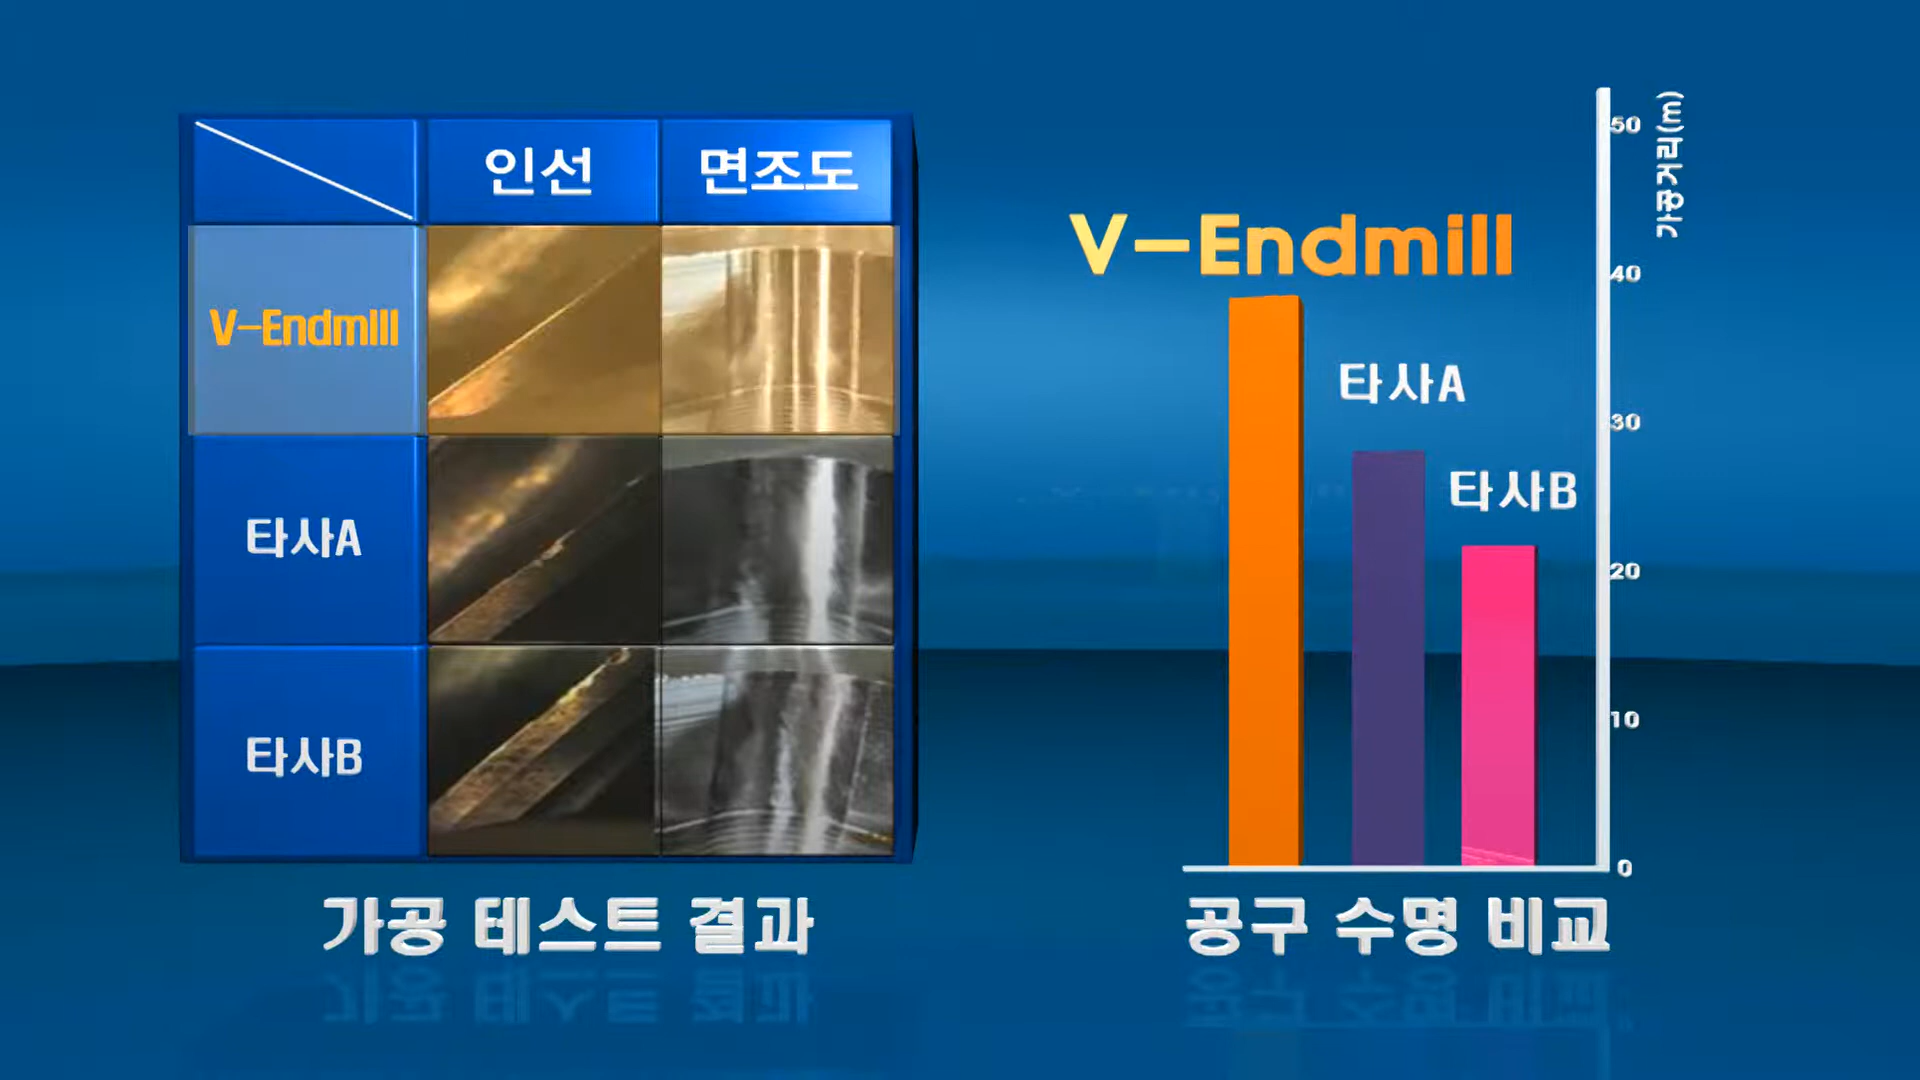 인선
면조도
V-Endmill
타사A
타사B
가공 테스트 결과
V-Endmill
타사A
타사B
가공거리(m)
50
40
30
20
10
0
공구 수명 비교